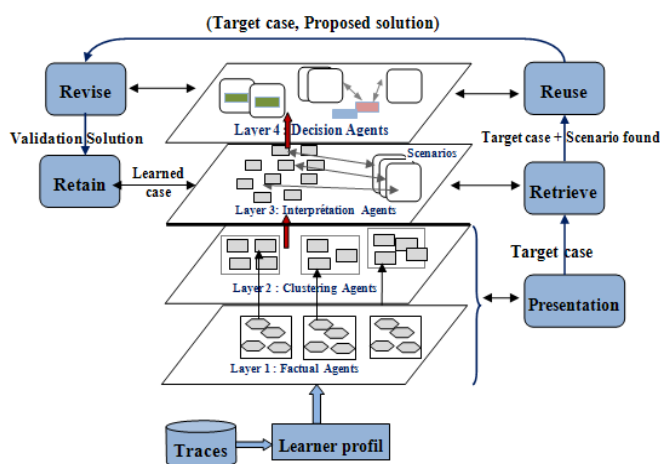 (Target case, Proposed solution)
Revise
Reuse
Layer 4 : Decision Agents
Validation Solution
Target case + Scenario found
Scenarios
Retain
Learned
case
Retrieve
Layer 3: Interprétation Agents
Target case
Layer 2 : Clustering Agents
Presentation
Layer 1 : Factual Agents
Traces
Learner profil